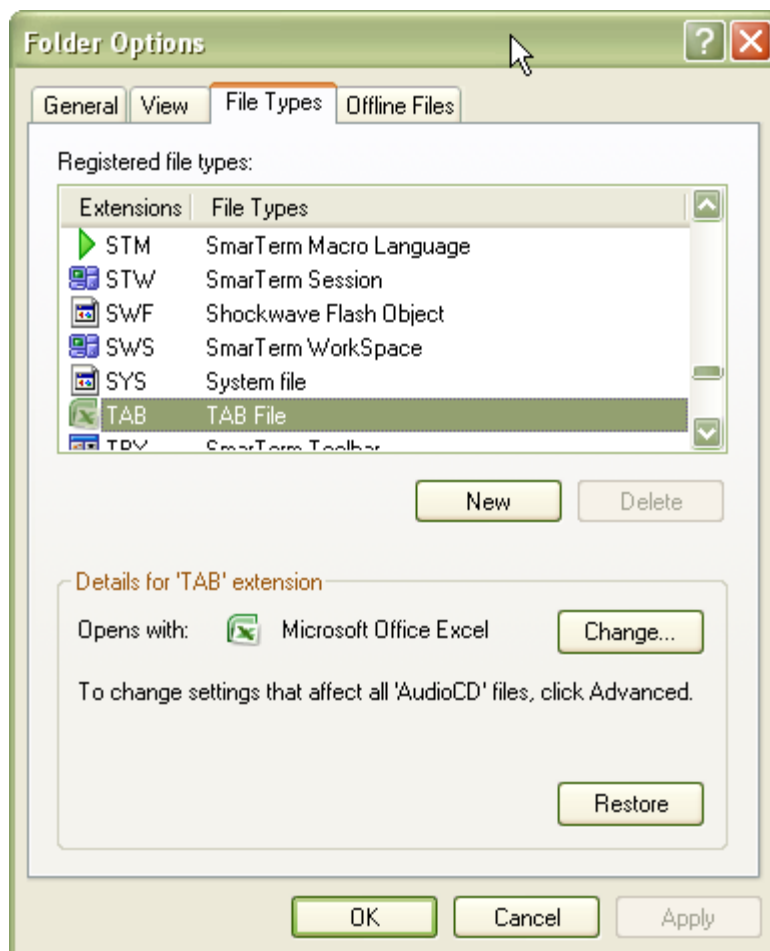 Folder Options
?
General View File Types Offline Files
Registered file types:
Extensions File Types
STM SmarTerm Macro Language
STW SmarTerm Session
SWF Shockwave Flash Object
SWS SmarTerm WorkSpace
SYS System file
TAB TAB File
SmarTerm Toolbar
New Delete
Details for 'TAB' extension
Opens with: Microsoft Office Excel Change...
To change settings that affect all 'AudioCD' files, click Advanced.
Restore
OK Cancel Apply